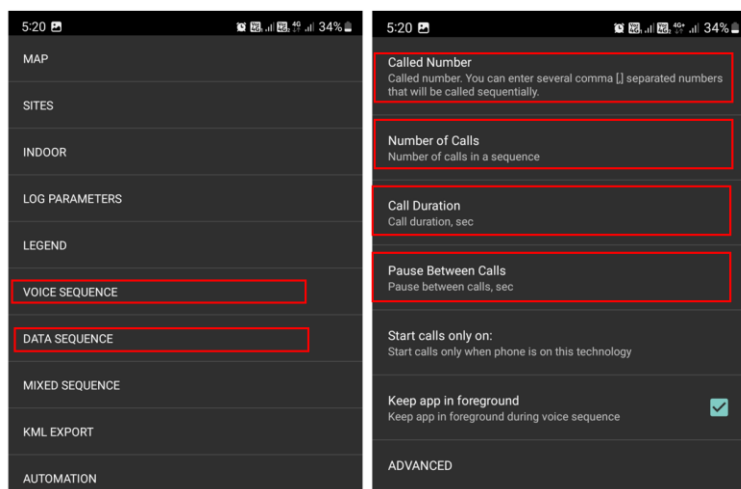 5:20
34%
MAP
SITES
INDOOR
LOG PARAMETERS
LEGEND
VOICE SEQUENCE
DATA SEQUENCE
MIXED SEQUENCE
KML EXPORT
AUTOMATION
5:20
4G+
34%
Called Number
Called number. You can enter several comma [,] separated numbers
that will be called sequentially.
Number of Calls
Number of calls in a sequence
Call Duration
Call duration, sec
Pause Between Calls
Pause between calls, sec
Start calls only on:
Start calls only when phone is on this technology
Keep app in foreground
Keep app in foreground during voice sequence
ADVANCED